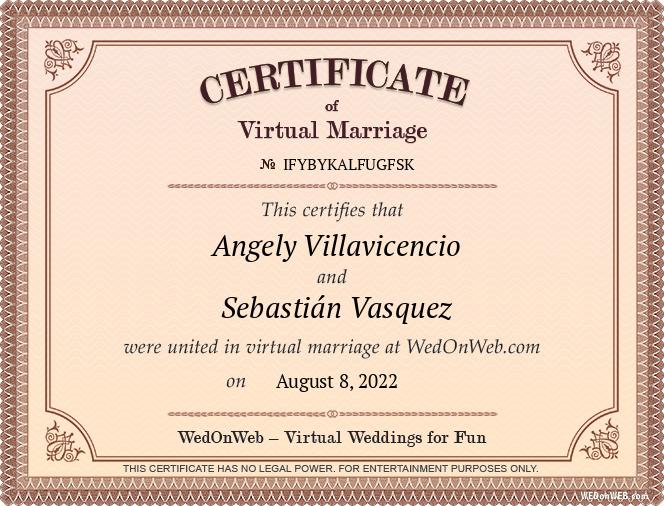 CERTIFICATE
of
Virtual Marriage
№ IFYBYKALFUGFSK
This certifies that
Angely Villavicencio
and
Sebastián Vasquez
were united in virtual marriage at WedOnWeb.com
on August 8, 2022
WedOnWeb – Virtual Weddings for Fun
THIS CERTIFICATE HAS NO LEGAL POWER. FOR ENTERTAINMENT PURPOSES ONLY.
WEDonWEB.com